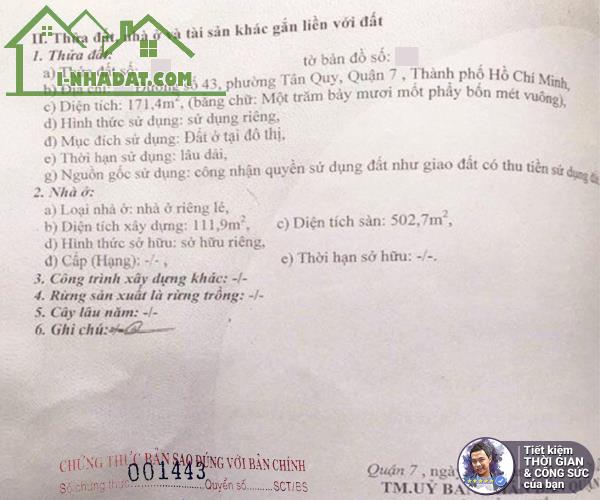 II. Thửa đất, nhà ở và tài sản khác gắn liền với đất
1. Thửa đất:
a) Thửa đất số: tờ bản đồ số:
I-NHADAT.COM
b) Địa chỉ: đường số 43, phường Tân Quy, Quận 7 , Thành phố Hồ Chí Minh,
c) Diện tích: 171,4m², (bằng chữ: Một trăm bảy mươi mốt phẩy bốn mét vuông),
d) Hình thức sử dụng: sử dụng riêng,
đ) Mục đích sử dụng: Đất ở tại đô thị,
e) Thời hạn sử dụng: lâu dài,
g) Nguồn gốc sử dụng: công nhận quyền sử dụng đất như giao đất có thu tiền sử dụng đất
2. Nhà ở:
a) Loại nhà ở: nhà ở riêng lẻ,
b) Diện tích xây dựng: 111,9m², c) Diện tích sàn: 502,7m²,
d) Hình thức sở hữu: sở hữu riêng,
đ) Cấp (Hạng): -/- , e) Thời hạn sở hữu: -/-.
3. Công trình xây dựng khác: -/-
4. Rừng sản xuất là rừng trồng: -/-
5. Cây lâu năm: -/-
6. Ghi chú: -/-
CHỨNG THỰC BẢN SAO ĐÚNG VỚI BẢN CHÍNH
Số chứng thực 001443 Quyển số.........SCT/BS
Quận 7 , ngà
TM.UỶ BAN
Tiết kiệm
THỜI GIAN
& CÔNG SỨC
của bạn